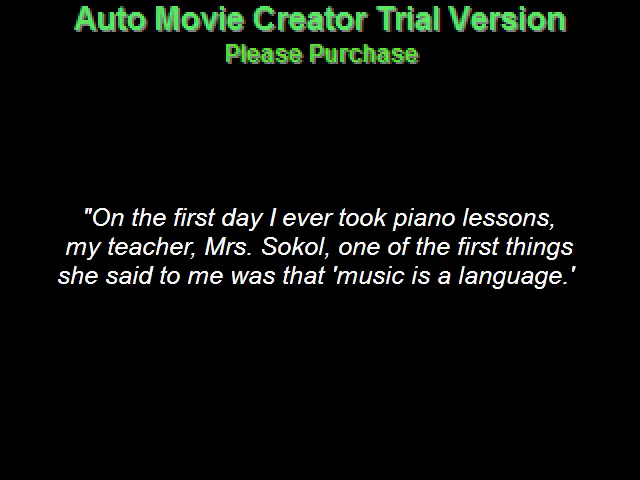 Auto Movie Creator Trial Version
Please Purchase
"On the first day I ever took piano lessons,
my teacher, Mrs. Sokol, one of the first things
she said to me was that 'music is a language.'